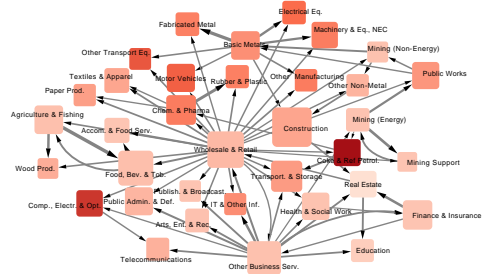 Electrical Eq.
Fabricated Metal
Machinery & Eq., NEC
Basic Metals
Mining (Non-Energy)
Other Transport Eq.
Textiles & Apparel
Motor Vehicles
Rubber & Plastic
Other Manufacturing
Public Works
Paper Prod.
Other Non-Metal
Agriculture & Fishing
Chem. & Pharma
Mining (Energy)
Accom. & Food Serv.
Construction
Wholesale & Retail
Coke & Ref Petrol.
Mining Support
Wood Prod.
Food, Bev. & Tob.
Transport. & Storage
Real Estate
Publish. & Broadcast
Comp., Electr. & Opt.
Public Admin. & Def.
IT & Other Inf.
Health & Social Work
Finance & Insurance
Arts, Ent. & Rec.
Education
Telecommunications
Other Business Serv.